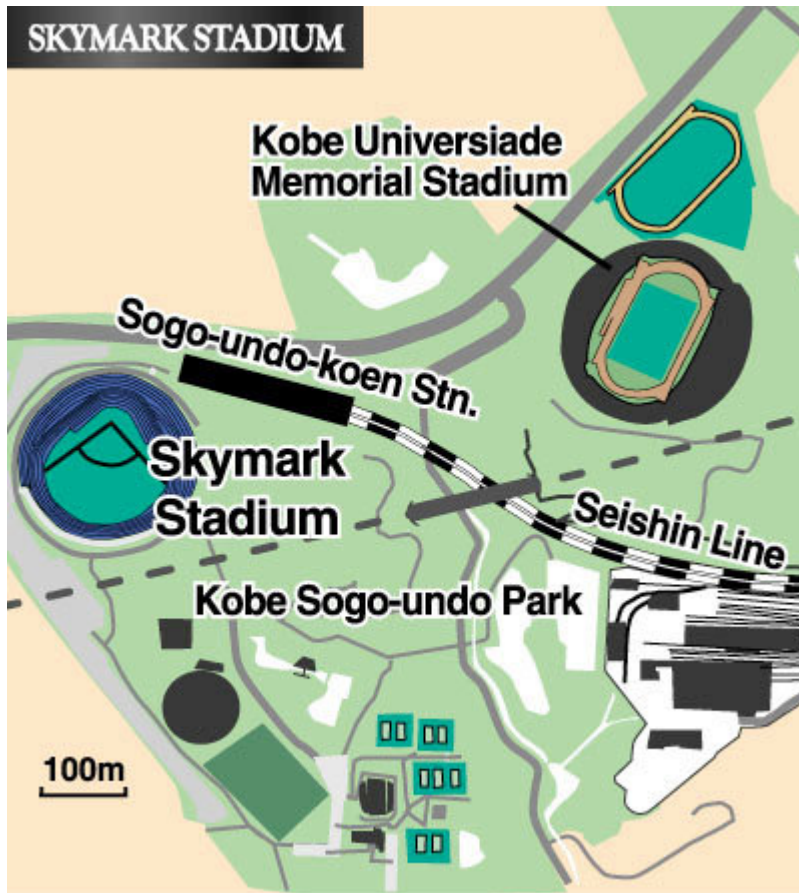 SKYMARK STADIUM
Kobe Universiade
Memorial Stadium
Sogo-undo-koen Stn.
Skymark
Stadium
Seishin Line
Kobe Sogo-undo Park
100m